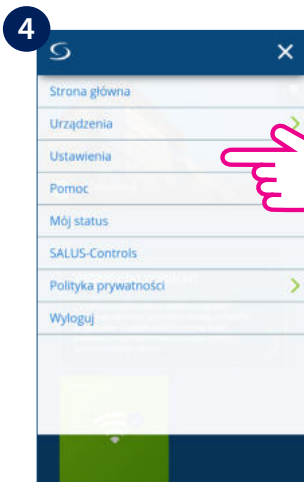 4
Strona główna
Urządzenia
Ustawienia
Pomoc
Mój status
SALUS-Controls
Polityka prywatności
Wyloguj